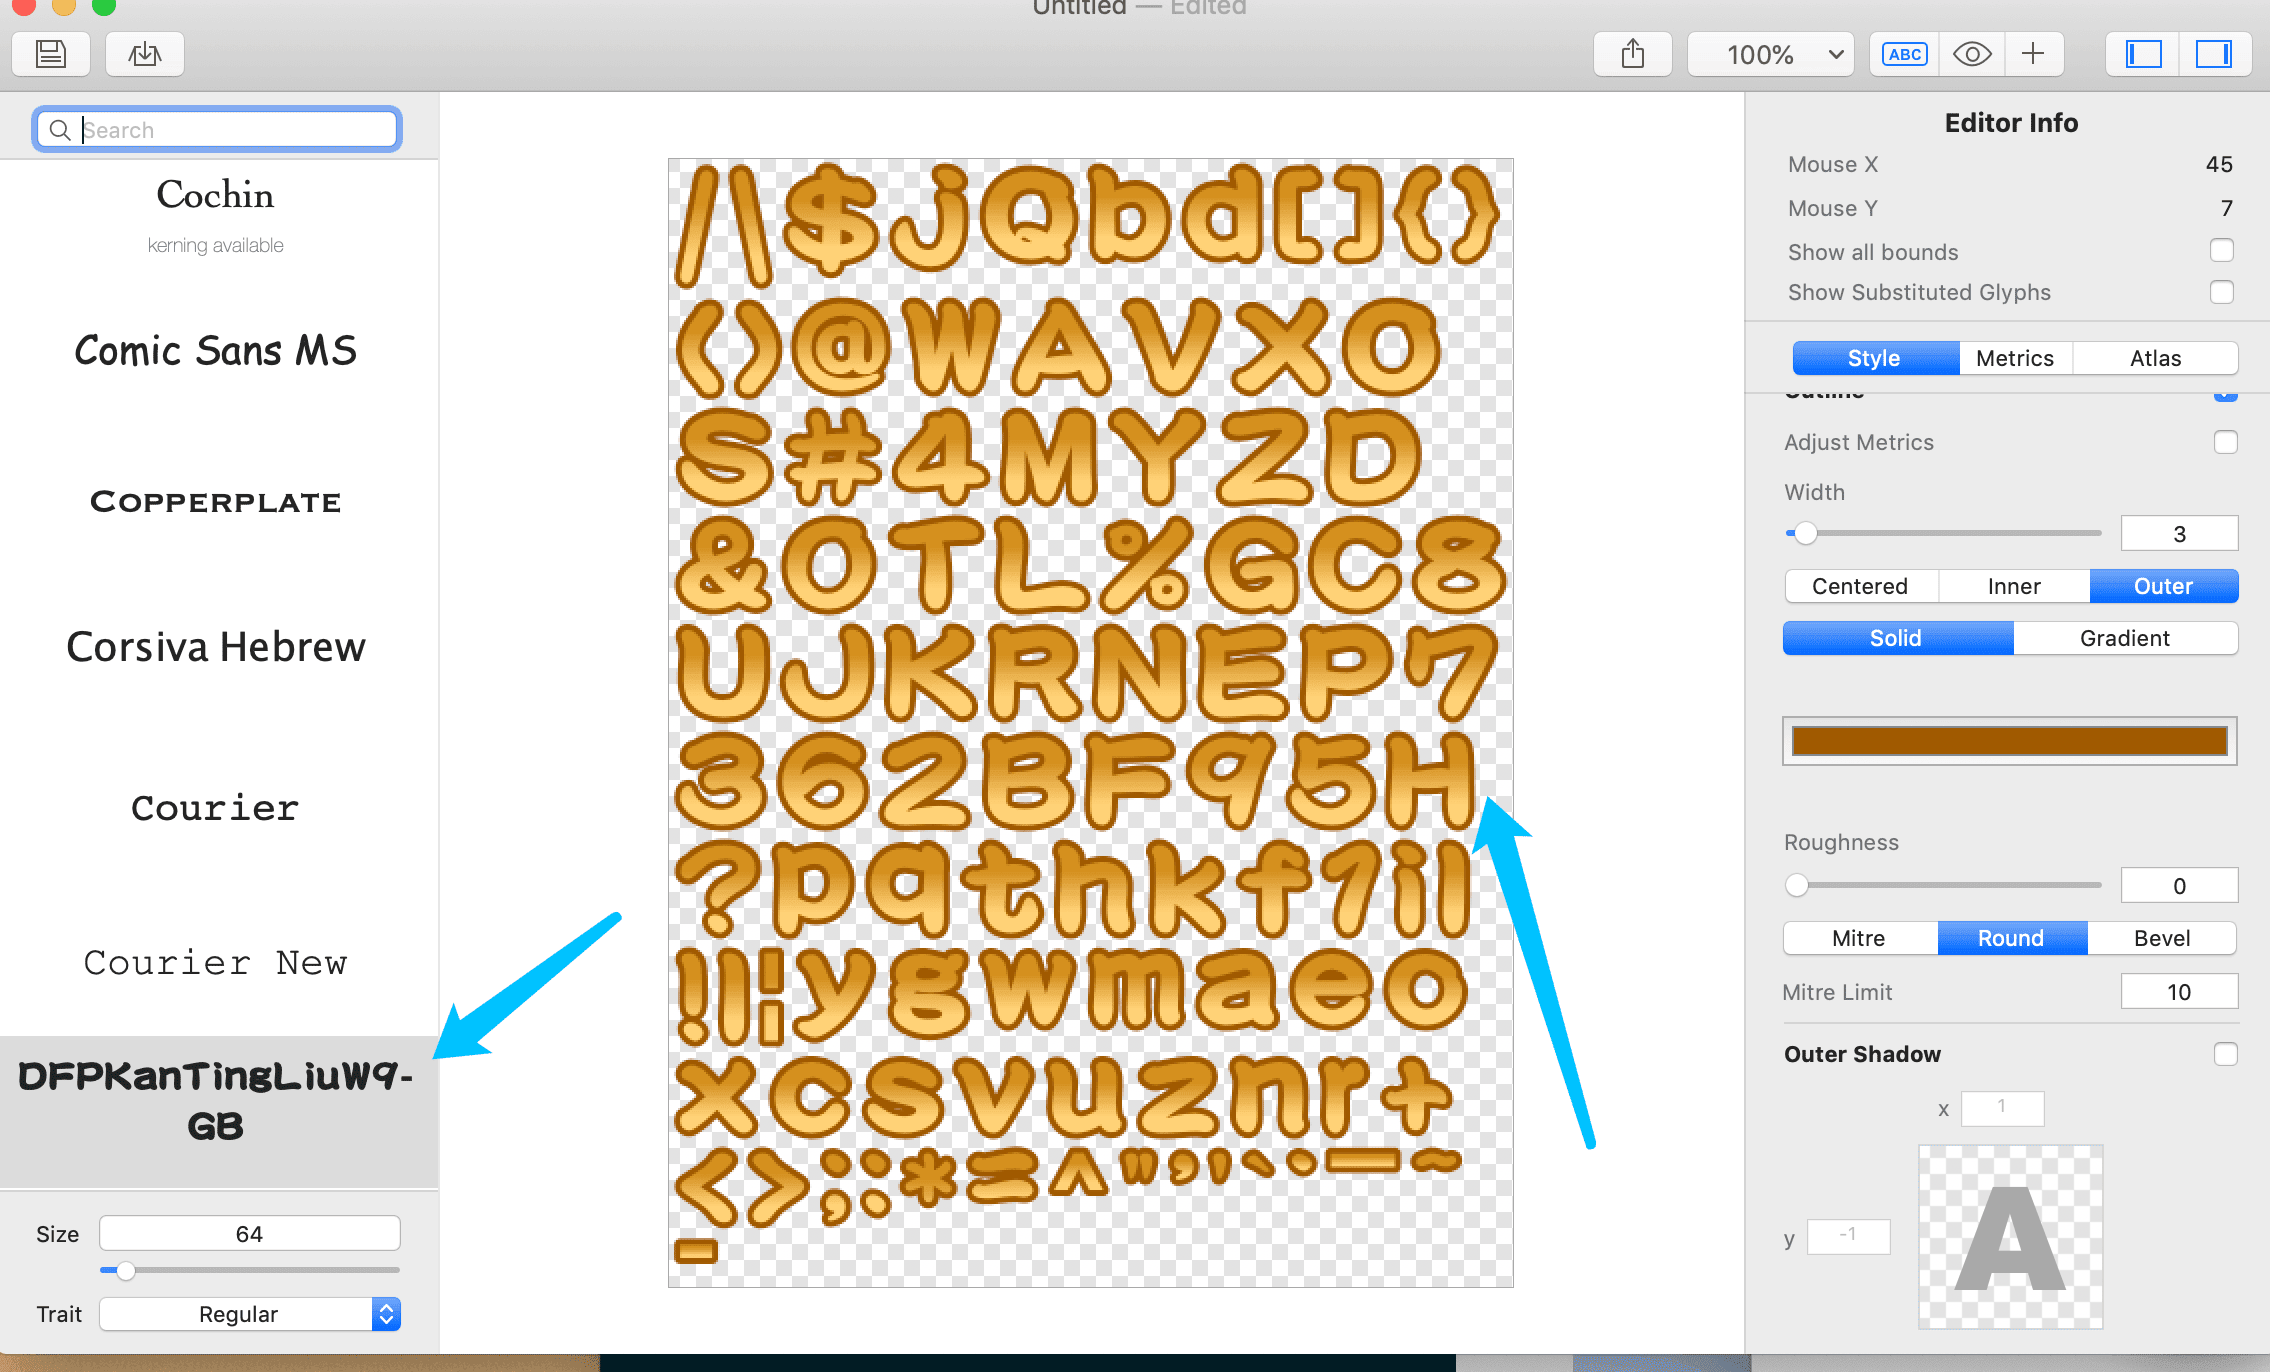 Untitled — Edited
100%
ABC
Search
Cochin
kerning available
Comic Sans MS
Copperplate
Corsiva Hebrew
Courier
Courier New
DFPKanTingLiuW9-
GB
Size
64
Trait
Regular
/\$jQbd[]{}
()@WAVXO
S#4MYZD
&0TL%GC8
UJKRNEP7
362BF95H
?pqthkf1il
!|¦ygwmaeo
xcsvuznr+
<>;:*=^",'`._~
-
Editor Info
Mouse X
45
Mouse Y
7
Show all bounds
Show Substituted Glyphs
Style
Metrics
Atlas
Outline
Adjust Metrics
Width
3
Centered
Inner
Outer
Solid
Gradient
Roughness
0
Mitre
Round
Bevel
Mitre Limit
10
Outer Shadow
x
1
y
-1
A